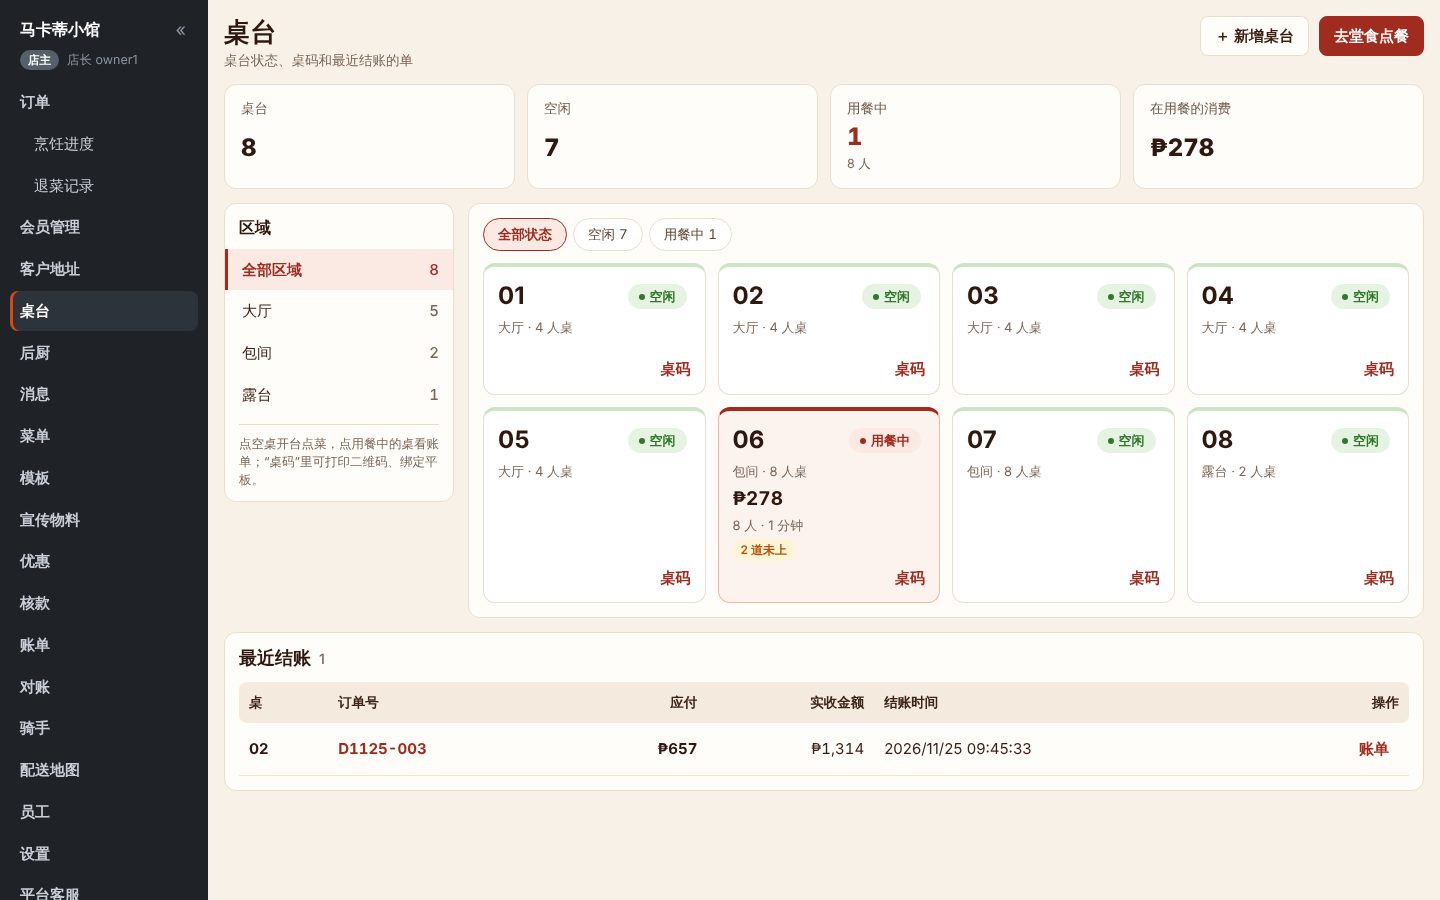 马卡蒂小馆 «
店主 店长 owner1
订单
烹饪进度
退菜记录
会员管理
客户地址
桌台
后厨
消息
菜单
模板
宣传物料
优惠
核款
账单
对账
骑手
配送地图
员工
设置
平台客服
桌台
桌台状态、桌码和最近结账的单
+ 新增桌台
去堂食点餐
桌台
8
空闲
7
用餐中
1
8 人
在用餐的消费
₱278
区域
全部区域 8
大厅 5
包间 2
露台 1
点空桌开台点菜，点用餐中的桌看账
单；“桌码”里可打印二维码、绑定平
板。
全部状态 空闲 7 用餐中 1
01 空闲
大厅 · 4 人桌
桌码
02 空闲
大厅 · 4 人桌
桌码
03 空闲
大厅 · 4 人桌
桌码
04 空闲
大厅 · 4 人桌
桌码
05 空闲
大厅 · 4 人桌
桌码
06 用餐中
包间 · 8 人桌
₱278
8 人 · 1 分钟
2 道未上
桌码
07 空闲
包间 · 8 人桌
桌码
08 空闲
露台 · 2 人桌
桌码
最近结账 1
桌 订单号 应付 实收金额 结账时间 操作
02 D1125-003 ₱657 ₱1,314 2026/11/25 09:45:33 账单